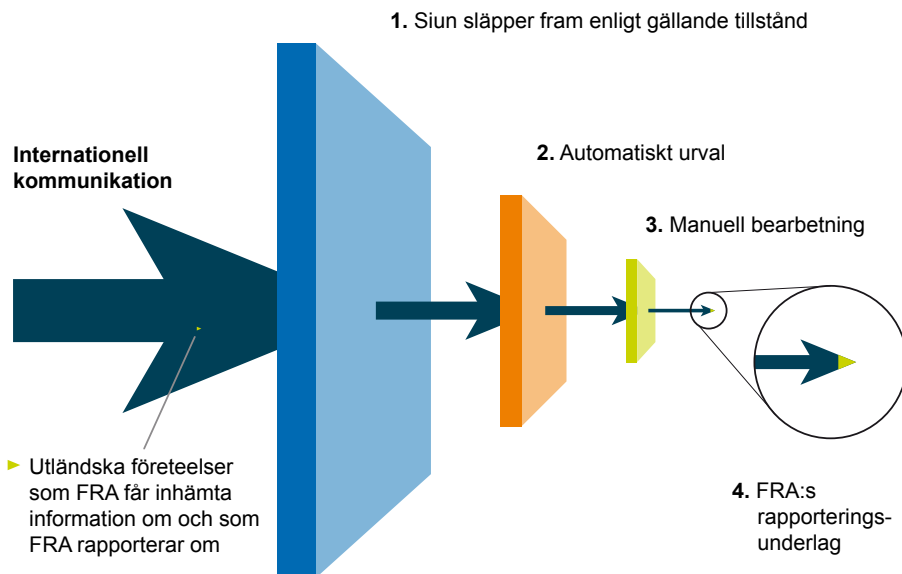 1. Siun släpper fram enligt gällande tillstånd
Internationell
kommunikation
2. Automatiskt urval
3. Manuell bearbetning
Utländska företeelser
som FRA får inhämta
information om och som
FRA rapporterar om
4. FRA:s
rapporterings-
underlag